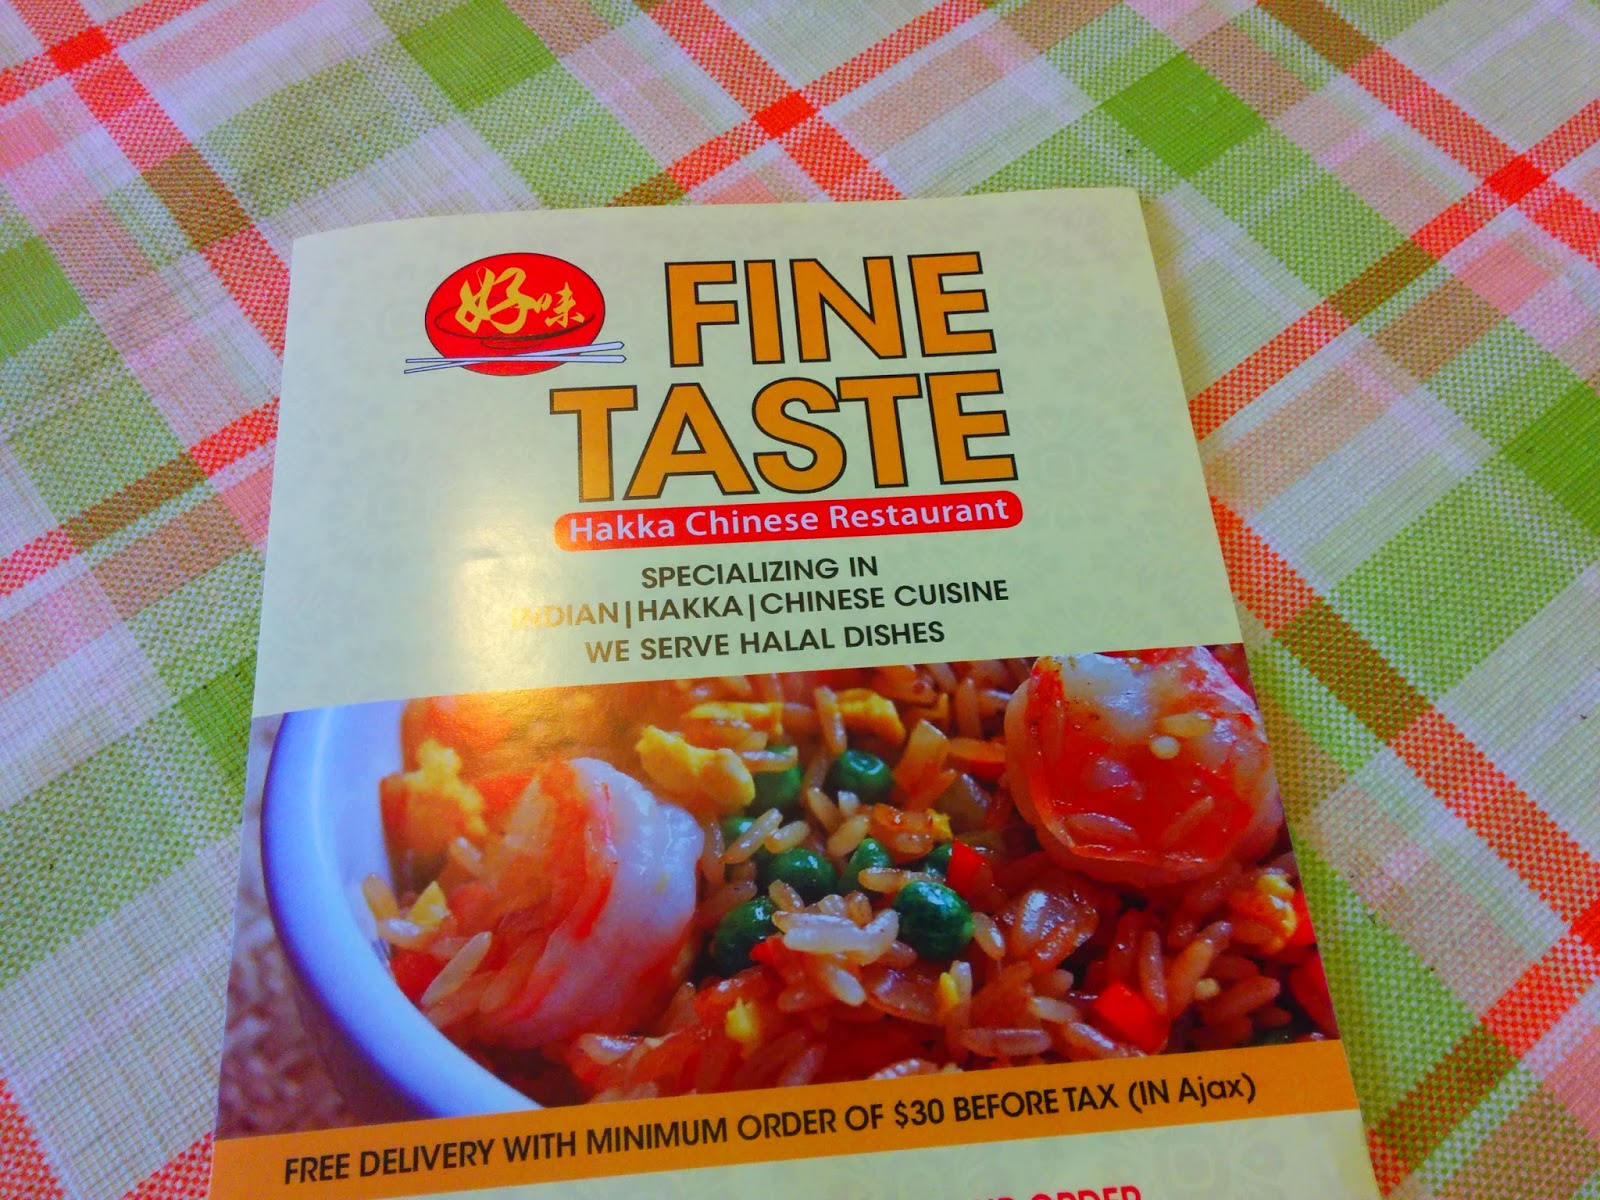 好味
FINE
TASTE
Hakka Chinese Restaurant
SPECIALIZING IN
INDIAN|HAKKA|CHINESE CUISINE
WE SERVE HALAL DISHES
FREE DELIVERY WITH MINIMUM ORDER OF $30 BEFORE TAX (IN Ajax)
ORDER